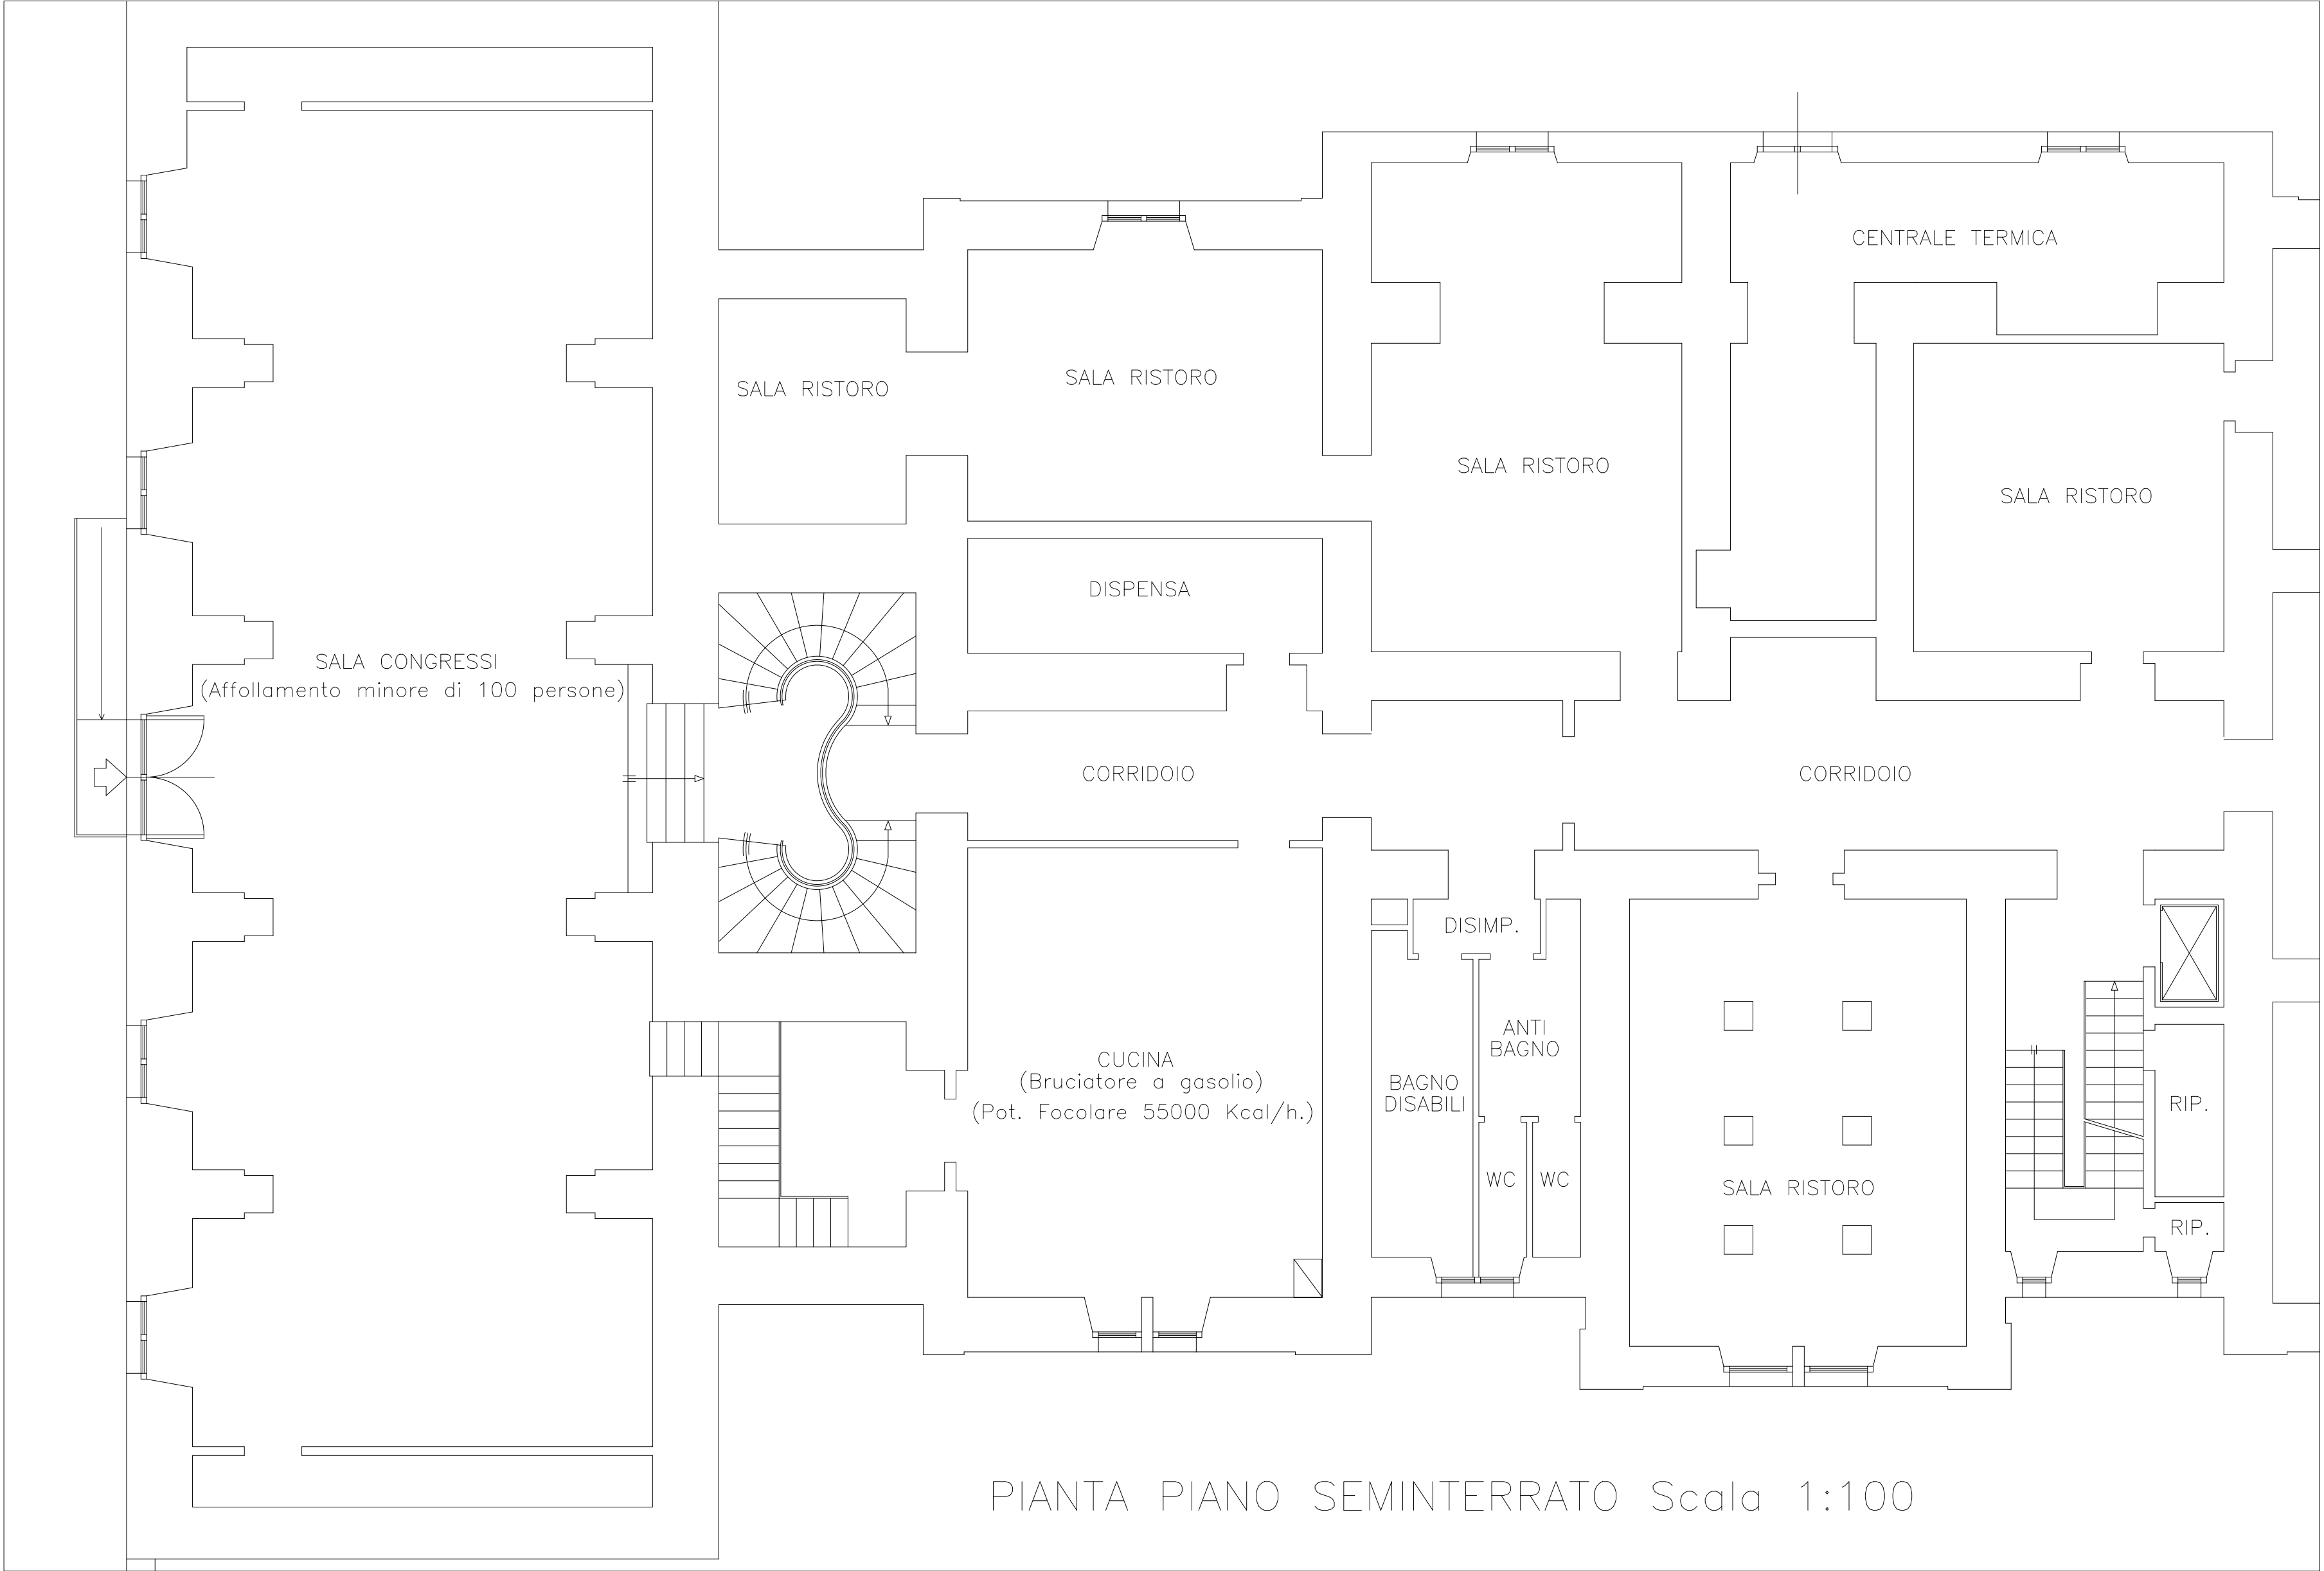 CENTRALE TERMICA
SALA RISTORO
SALA RISTORO
SALA RISTORO
SALA RISTORO
DISPENSA
SALA CONGRESSI
(Affollamento minore di 100 persone)
CORRIDOIO
CORRIDOIO
DISIMP.
ANTI
BAGNO
CUCINA
(Bruciatore a gasolio)
(Pot. Focolare 55000 Kcal/h.)
BAGNO
DISABILI
RIP.
WC
WC
SALA RISTORO
RIP.
PIANTA PIANO SEMINTERRATO Scala 1:100